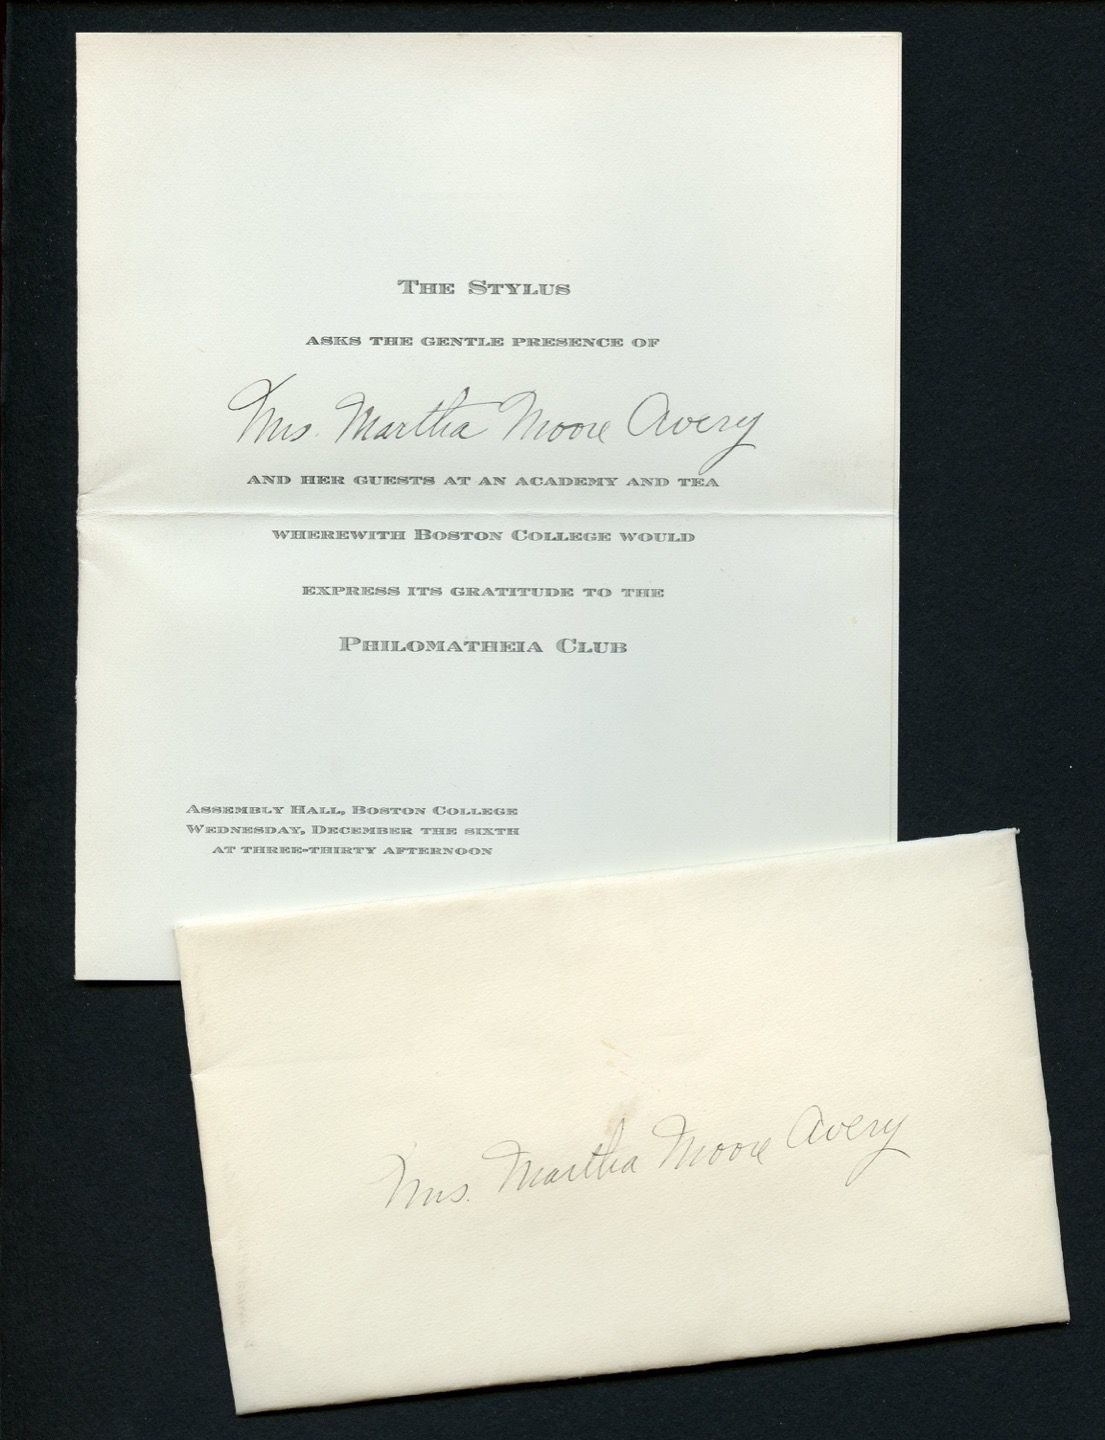 The Stylus
asks the gentle presence of
Mrs. Martha Moore Avery
and her guests at an academy and tea
wherewith Boston College would
express its gratitude to the
Philomatheia Club
Assembly Hall, Boston College
Wednesday, December the sixth
at three-thirty afternoon
Mrs. Martha Moore Avery